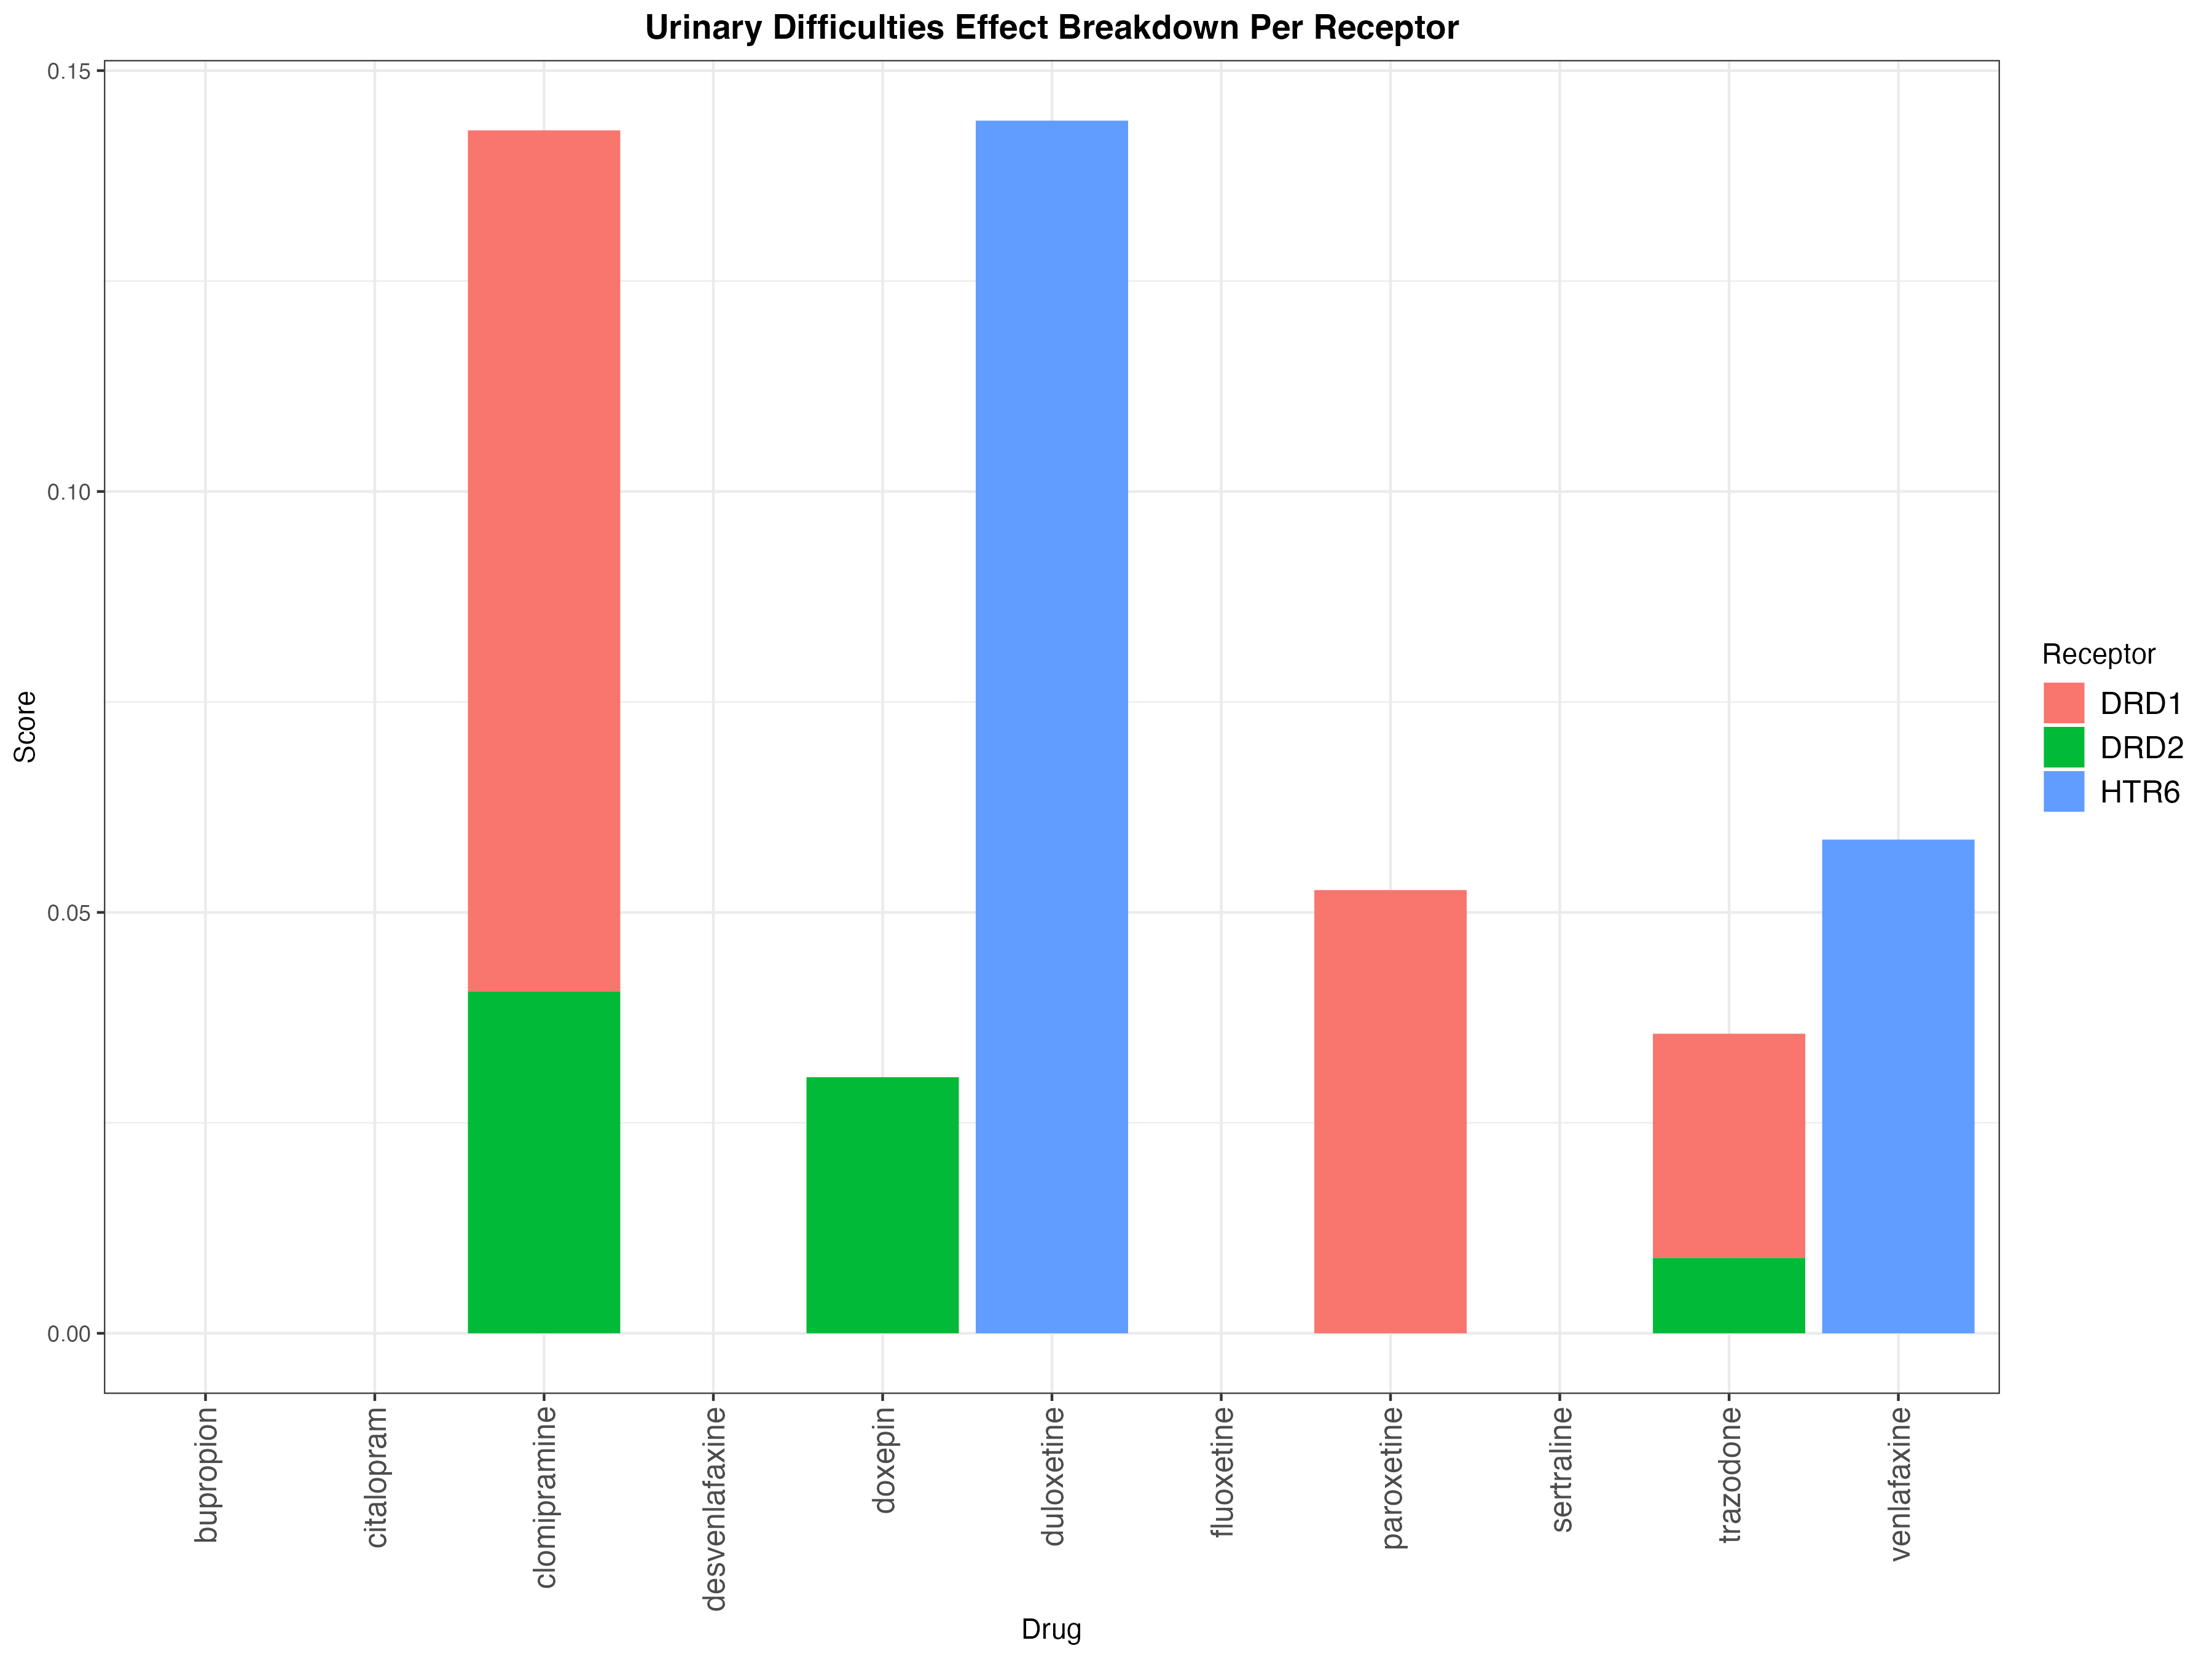 Urinary Difficulties Effect Breakdown Per Receptor
0.15
0.10
0.05
0.00
Score
bupropion
citalopram
clomipramine
desvenlafaxine
doxepin
duloxetine
fluoxetine
paroxetine
sertraline
trazodone
venlafaxine
Drug
Receptor
DRD1
DRD2
HTR6